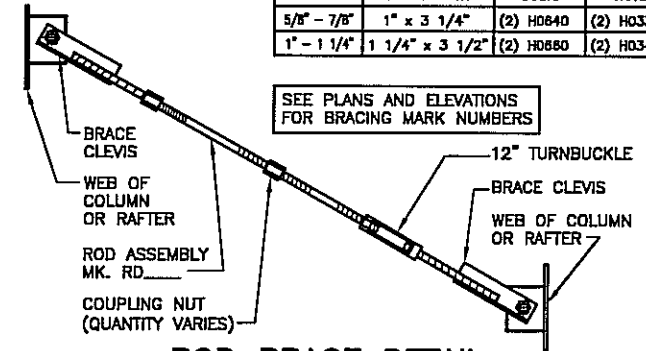 5/8" - 7/8" 1" x 3 1/4" (2) H0640
1" - 1 1/4" 1 1/4" x 3 1/2" (2) H0660
SEE PLANS AND ELEVATIONS
FOR BRACING MARK NUMBERS
BRACE
CLEVIS
12" TURNBUCKLE
WEB OF
COLUMN
OR RAFTER
BRACE CLEVIS
WEB OF COLUMN
OR RAFTER
ROD ASSEMBLY
MK. RD____
COUPLING NUT
(QUANTITY VARIES)